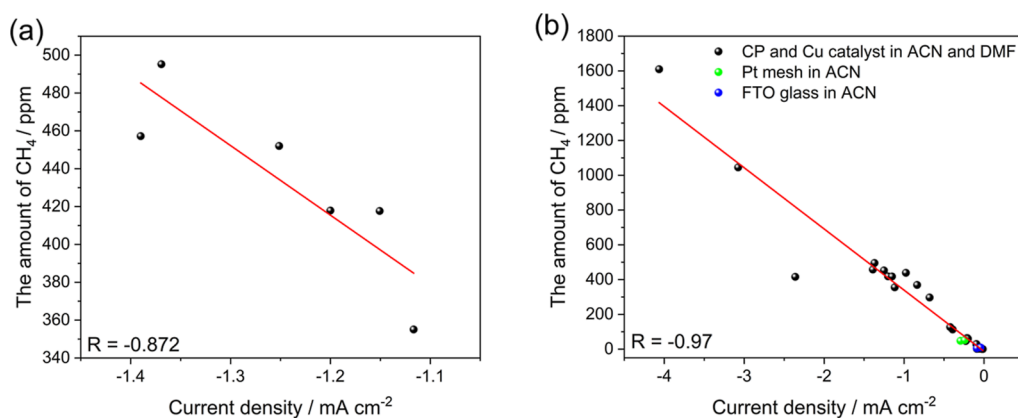 (a)
The amount of CH₄ / ppm
500
480
460
440
420
400
380
360
340
R = -0.872
-1.4
-1.3
-1.2
-1.1
Current density / mA cm⁻²
(b)
The amount of CH₄ / ppm
1800
1600
1400
1200
1000
800
600
400
200
0
CP and Cu catalyst in ACN and DMF
Pt mesh in ACN
FTO glass in ACN
R = -0.97
-4
-3
-2
-1
0
Current density / mA cm⁻²